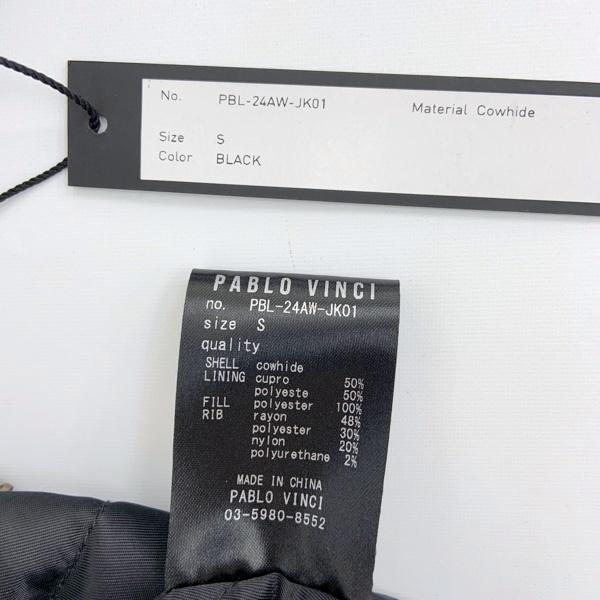 No. PBL-24AW-JK01 Material Cowhide
Size S
Color BLACK
PABLO VINCI
no. PBL-24AW-JK01
size S
quality
SHELL cowhide
LINING cupro 50%
polyeste 50%
FILL polyester 100%
RIB rayon 48%
polyester 30%
nylon 20%
polyurethane 2%
MADE IN CHINA
PABLO VINCI
03-5980-8552